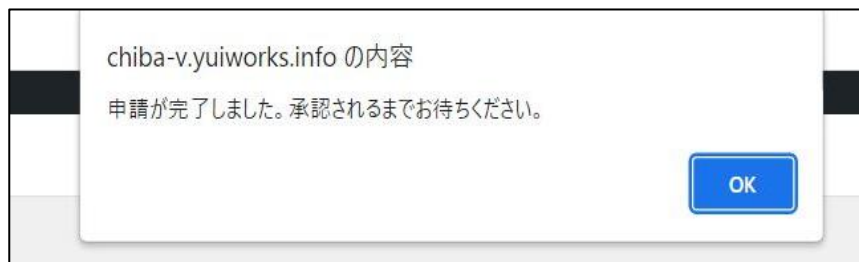 chiba-v.yuiworks.info の内容
申請が完了しました。承認されるまでお待ちください。
OK